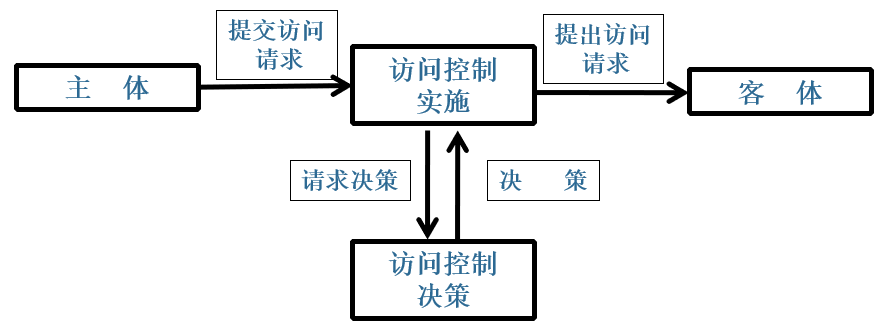 提交访问
请求
提出访问
请求
主 体
访问控制
实施
客 体
请求决策
决 策
访问控制
决策